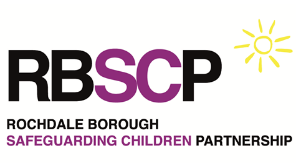 RBSCP
ROCHDALE BOROUGH
SAFEGUARDING CHILDREN PARTNERSHIP